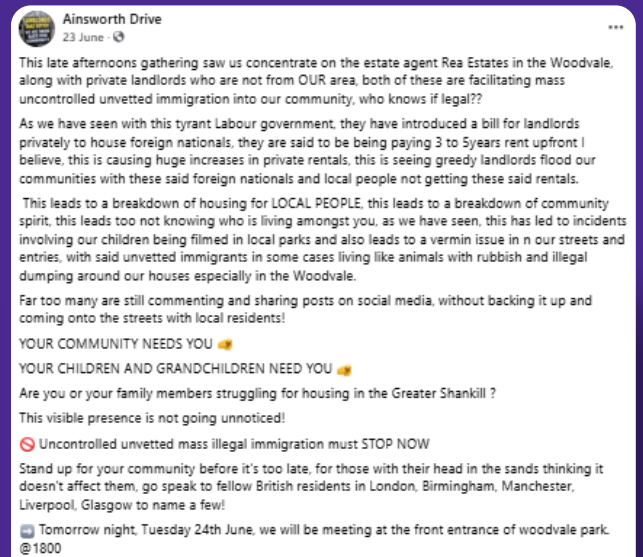 Ainsworth Drive
23 June ·
This late afternoons gathering saw us concentrate on the estate agent Rea Estates in the Woodvale,
along with private landlords who are not from OUR area, both of these are facilitating mass
uncontrolled unvetted immigration into our community, who knows if legal??
As we have seen with this tyrant Labour government, they have introduced a bill for landlords
privately to house foreign nationals, they are said to be being paying 3 to 5years rent upfront I
believe, this is causing huge increases in private rentals, this is seeing greedy landlords flood our
communities with these said foreign nationals and local people not getting these said rentals.
This leads to a breakdown of housing for LOCAL PEOPLE, this leads to a breakdown of community
spirit, this leads too not knowing who is living amongst you, as we have seen, this has led to incidents
involving our children being filmed in local parks and also leads to a vermin issue in n our streets and
entries, with said unvetted immigrants in some cases living like animals with rubbish and illegal
dumping around our houses especially in the Woodvale.
Far too many are still commenting and sharing posts on social media, without backing it up and
coming onto the streets with local residents!
YOUR COMMUNITY NEEDS YOU 🤜
YOUR CHILDREN AND GRANDCHILDREN NEED YOU 🤜
Are you or your family members struggling for housing in the Greater Shankill ?
This visible presence is not going unnoticed!
🚫 Uncontrolled unvetted mass illegal immigration must STOP NOW
Stand up for your community before it's too late, for those with their head in the sands thinking it
doesn't affect them, go speak to fellow British residents in London, Birmingham, Manchester,
Liverpool, Glasgow to name a few!
➡️ Tomorrow night, Tuesday 24th June, we will be meeting at the front entrance of woodvale park.
@1800